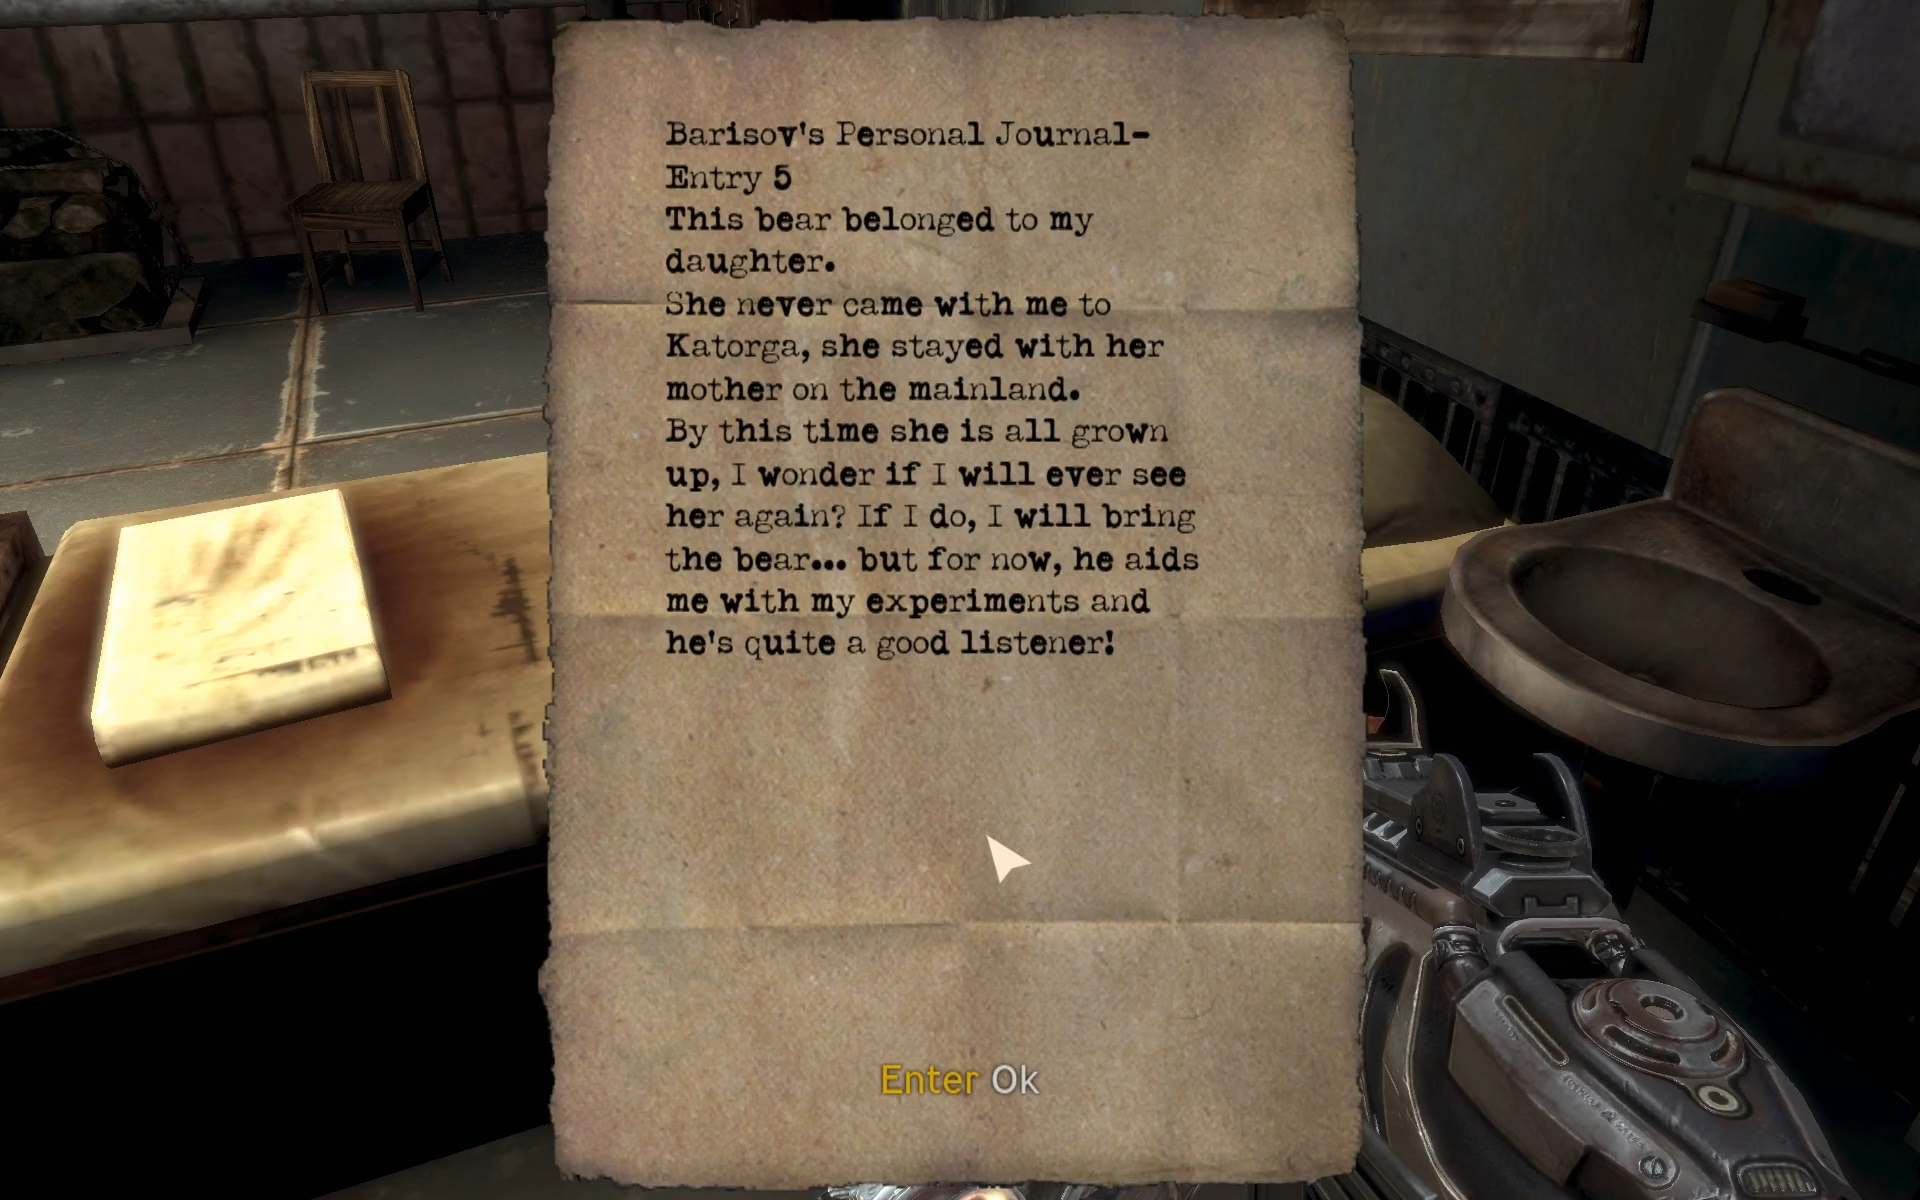 Barisov's Personal Journal-
Entry 5
This bear belonged to my
daughter.
She never came with me to
Katorga, she stayed with her
mother on the mainland.
By this time she is all grown
up, I wonder if I will ever see
her again? If I do, I will bring
the bear... but for now, he aids
me with my experiments and
he's quite a good listener!
Enter Ok